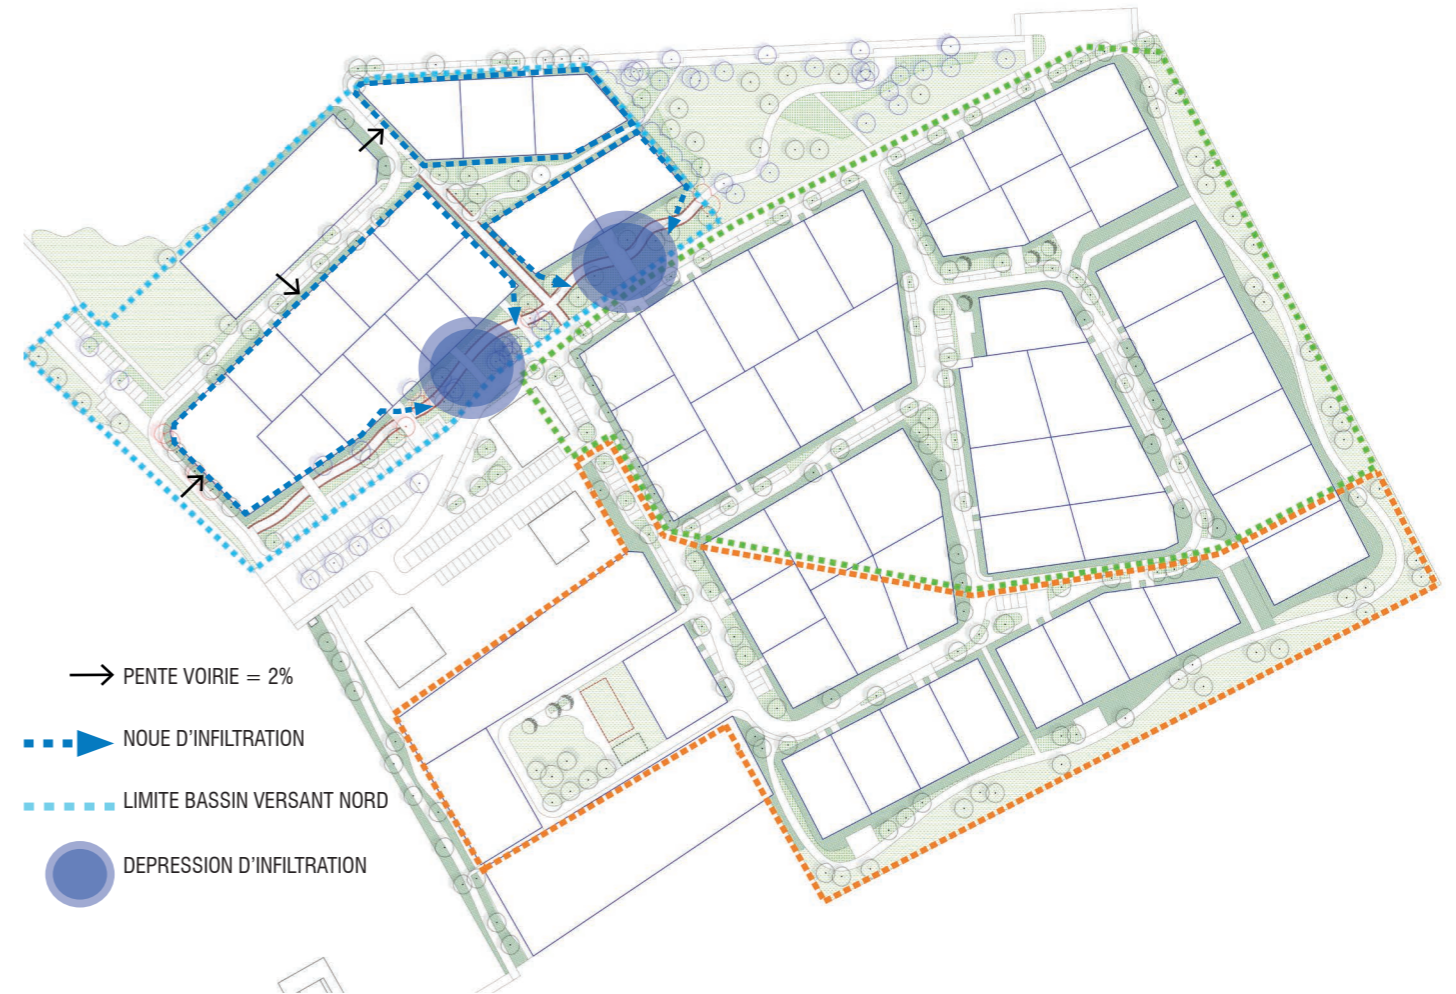 PENTE VOIRIE = 2%
NOUE D'INFILTRATION
LIMITE BASSIN VERSANT NORD
DEPRESSION D'INFILTRATION